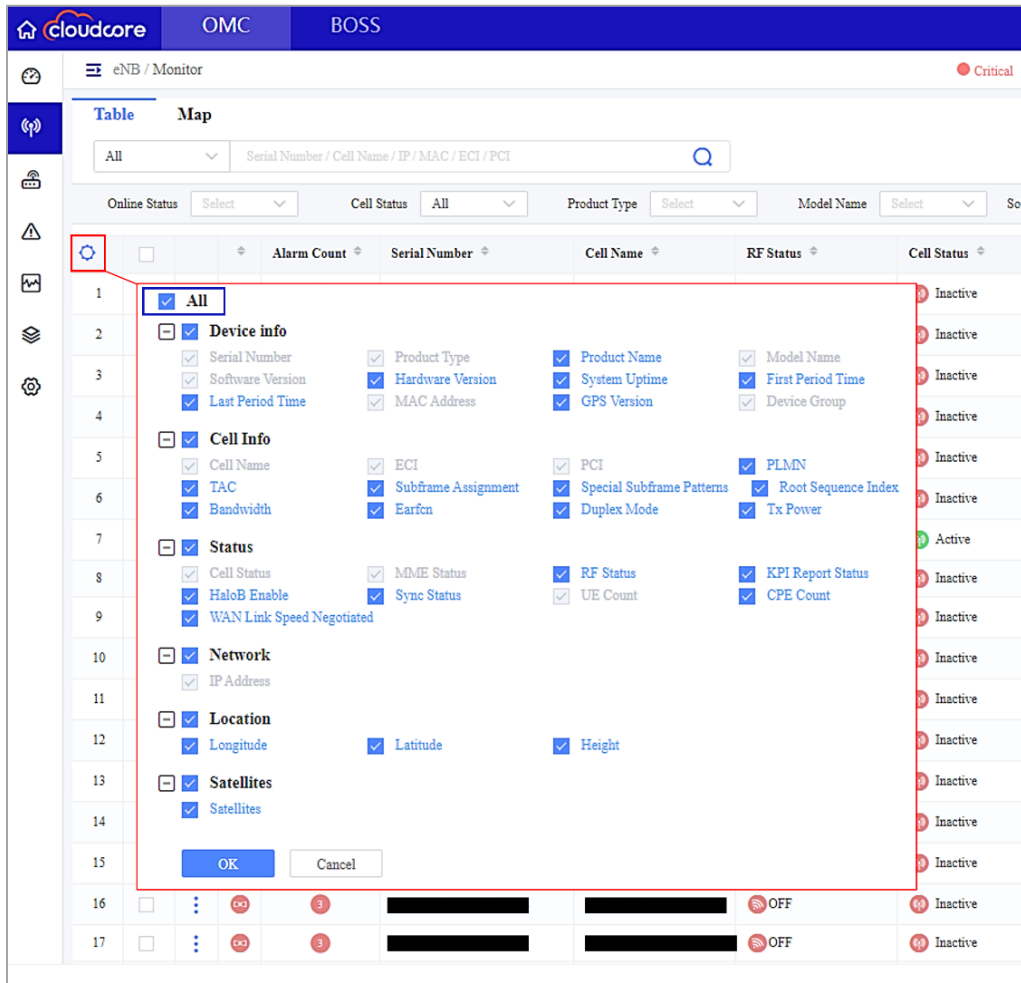 cloudcore OMC BOSS
eNB / Monitor Critical
Table Map
All Serial Number / Cell Name / IP / MAC / ECI / PCI
Online Status Select Cell Status All Product Type Select Model Name Select So
Alarm Count Serial Number Cell Name RF Status Cell Status
1 Inactive
All
Device info
2 Inactive
Serial Number Product Type Product Name Model Name
3 Software Version Hardware Version System Uptime First Period Time Inactive
Last Period Time MAC Address GPS Version Device Group
4 Inactive
Cell Info
5 Inactive
Cell Name ECI PCI PLMN
TAC Subframe Assignment Special Subframe Patterns Root Sequence Index
6 Inactive
Bandwidth Earfcn Duplex Mode Tx Power
7 Active
Status
8 Cell Status MME Status RF Status KPI Report Status Inactive
HaloB Enable Sync Status UE Count CPE Count
9 WAN Link Speed Negotiated Inactive
10 Network Inactive
IP Address
11 Inactive
Location
12 Longitude Latitude Height Inactive
13 Satellites Inactive
Satellites
14 Inactive
15 OK Cancel Inactive
16 3 OFF Inactive
17 3 OFF Inactive